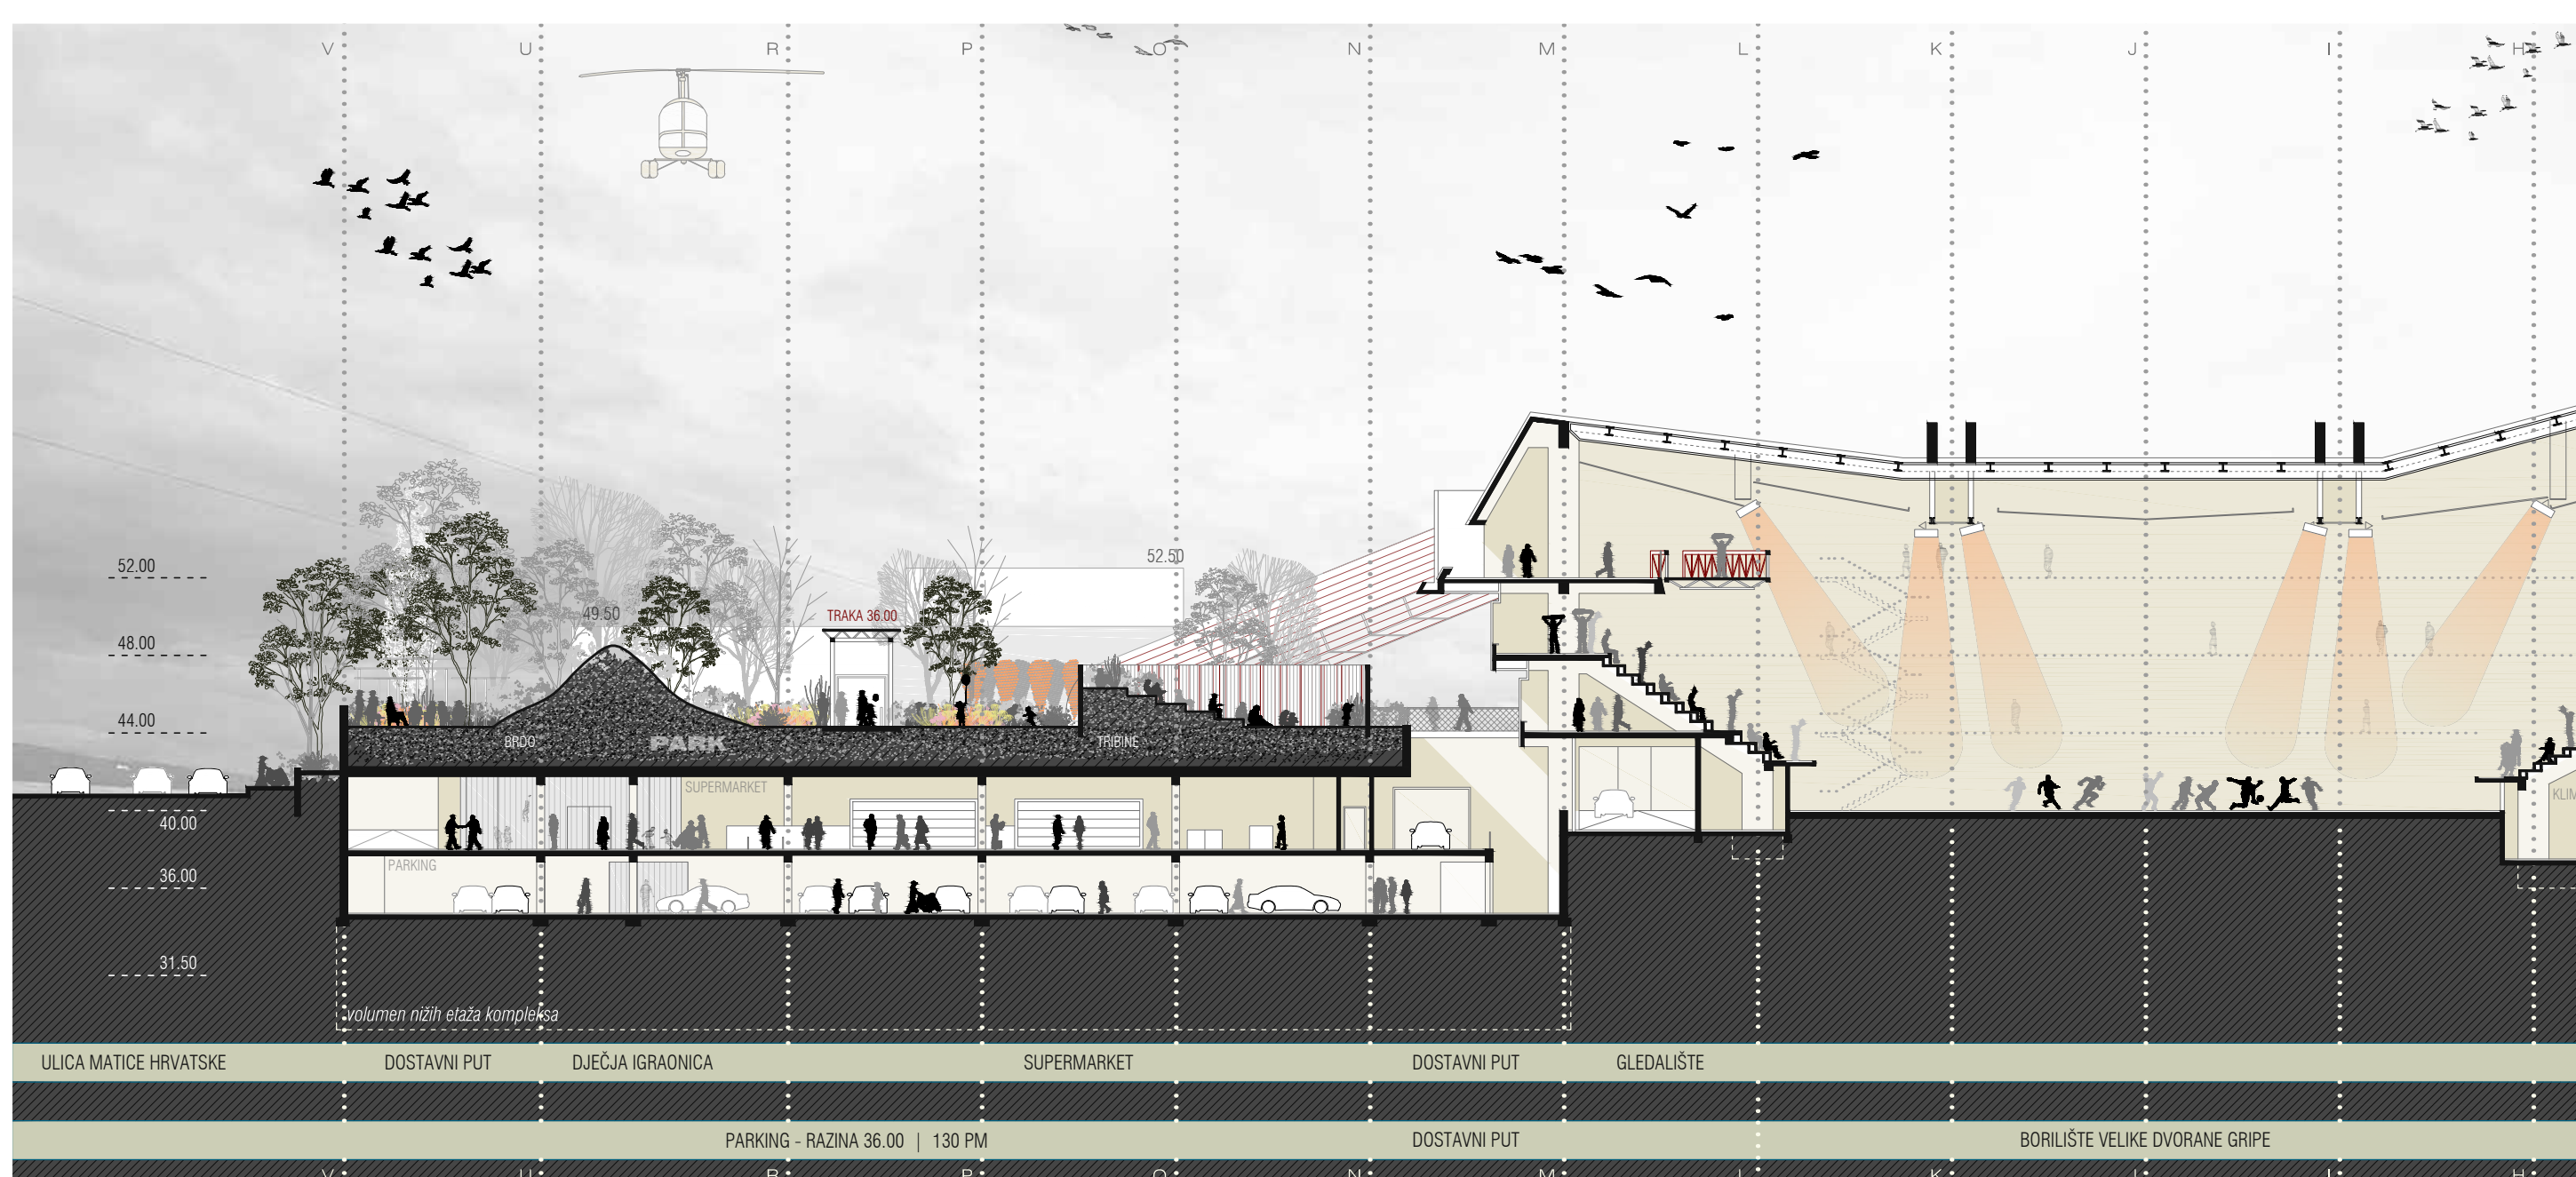 V U R P O N M L K J I H
52.50
52.00
49.50
TRAKA 36.00
48.00
44.00
BRDO PARK TRIBINE
SUPERMARKET
KLIM
40.00
PARKING
36.00
31.50
volumen nižih etaža kompleksa
ULICA MATICE HRVATSKE DOSTAVNI PUT DJEČJA IGRAONICA SUPERMARKET DOSTAVNI PUT GLEDALIŠTE
PARKING - RAZINA 36.00 | 130 PM DOSTAVNI PUT BORILIŠTE VELIKE DVORANE GRIPE
V U R P O N M L K J I H